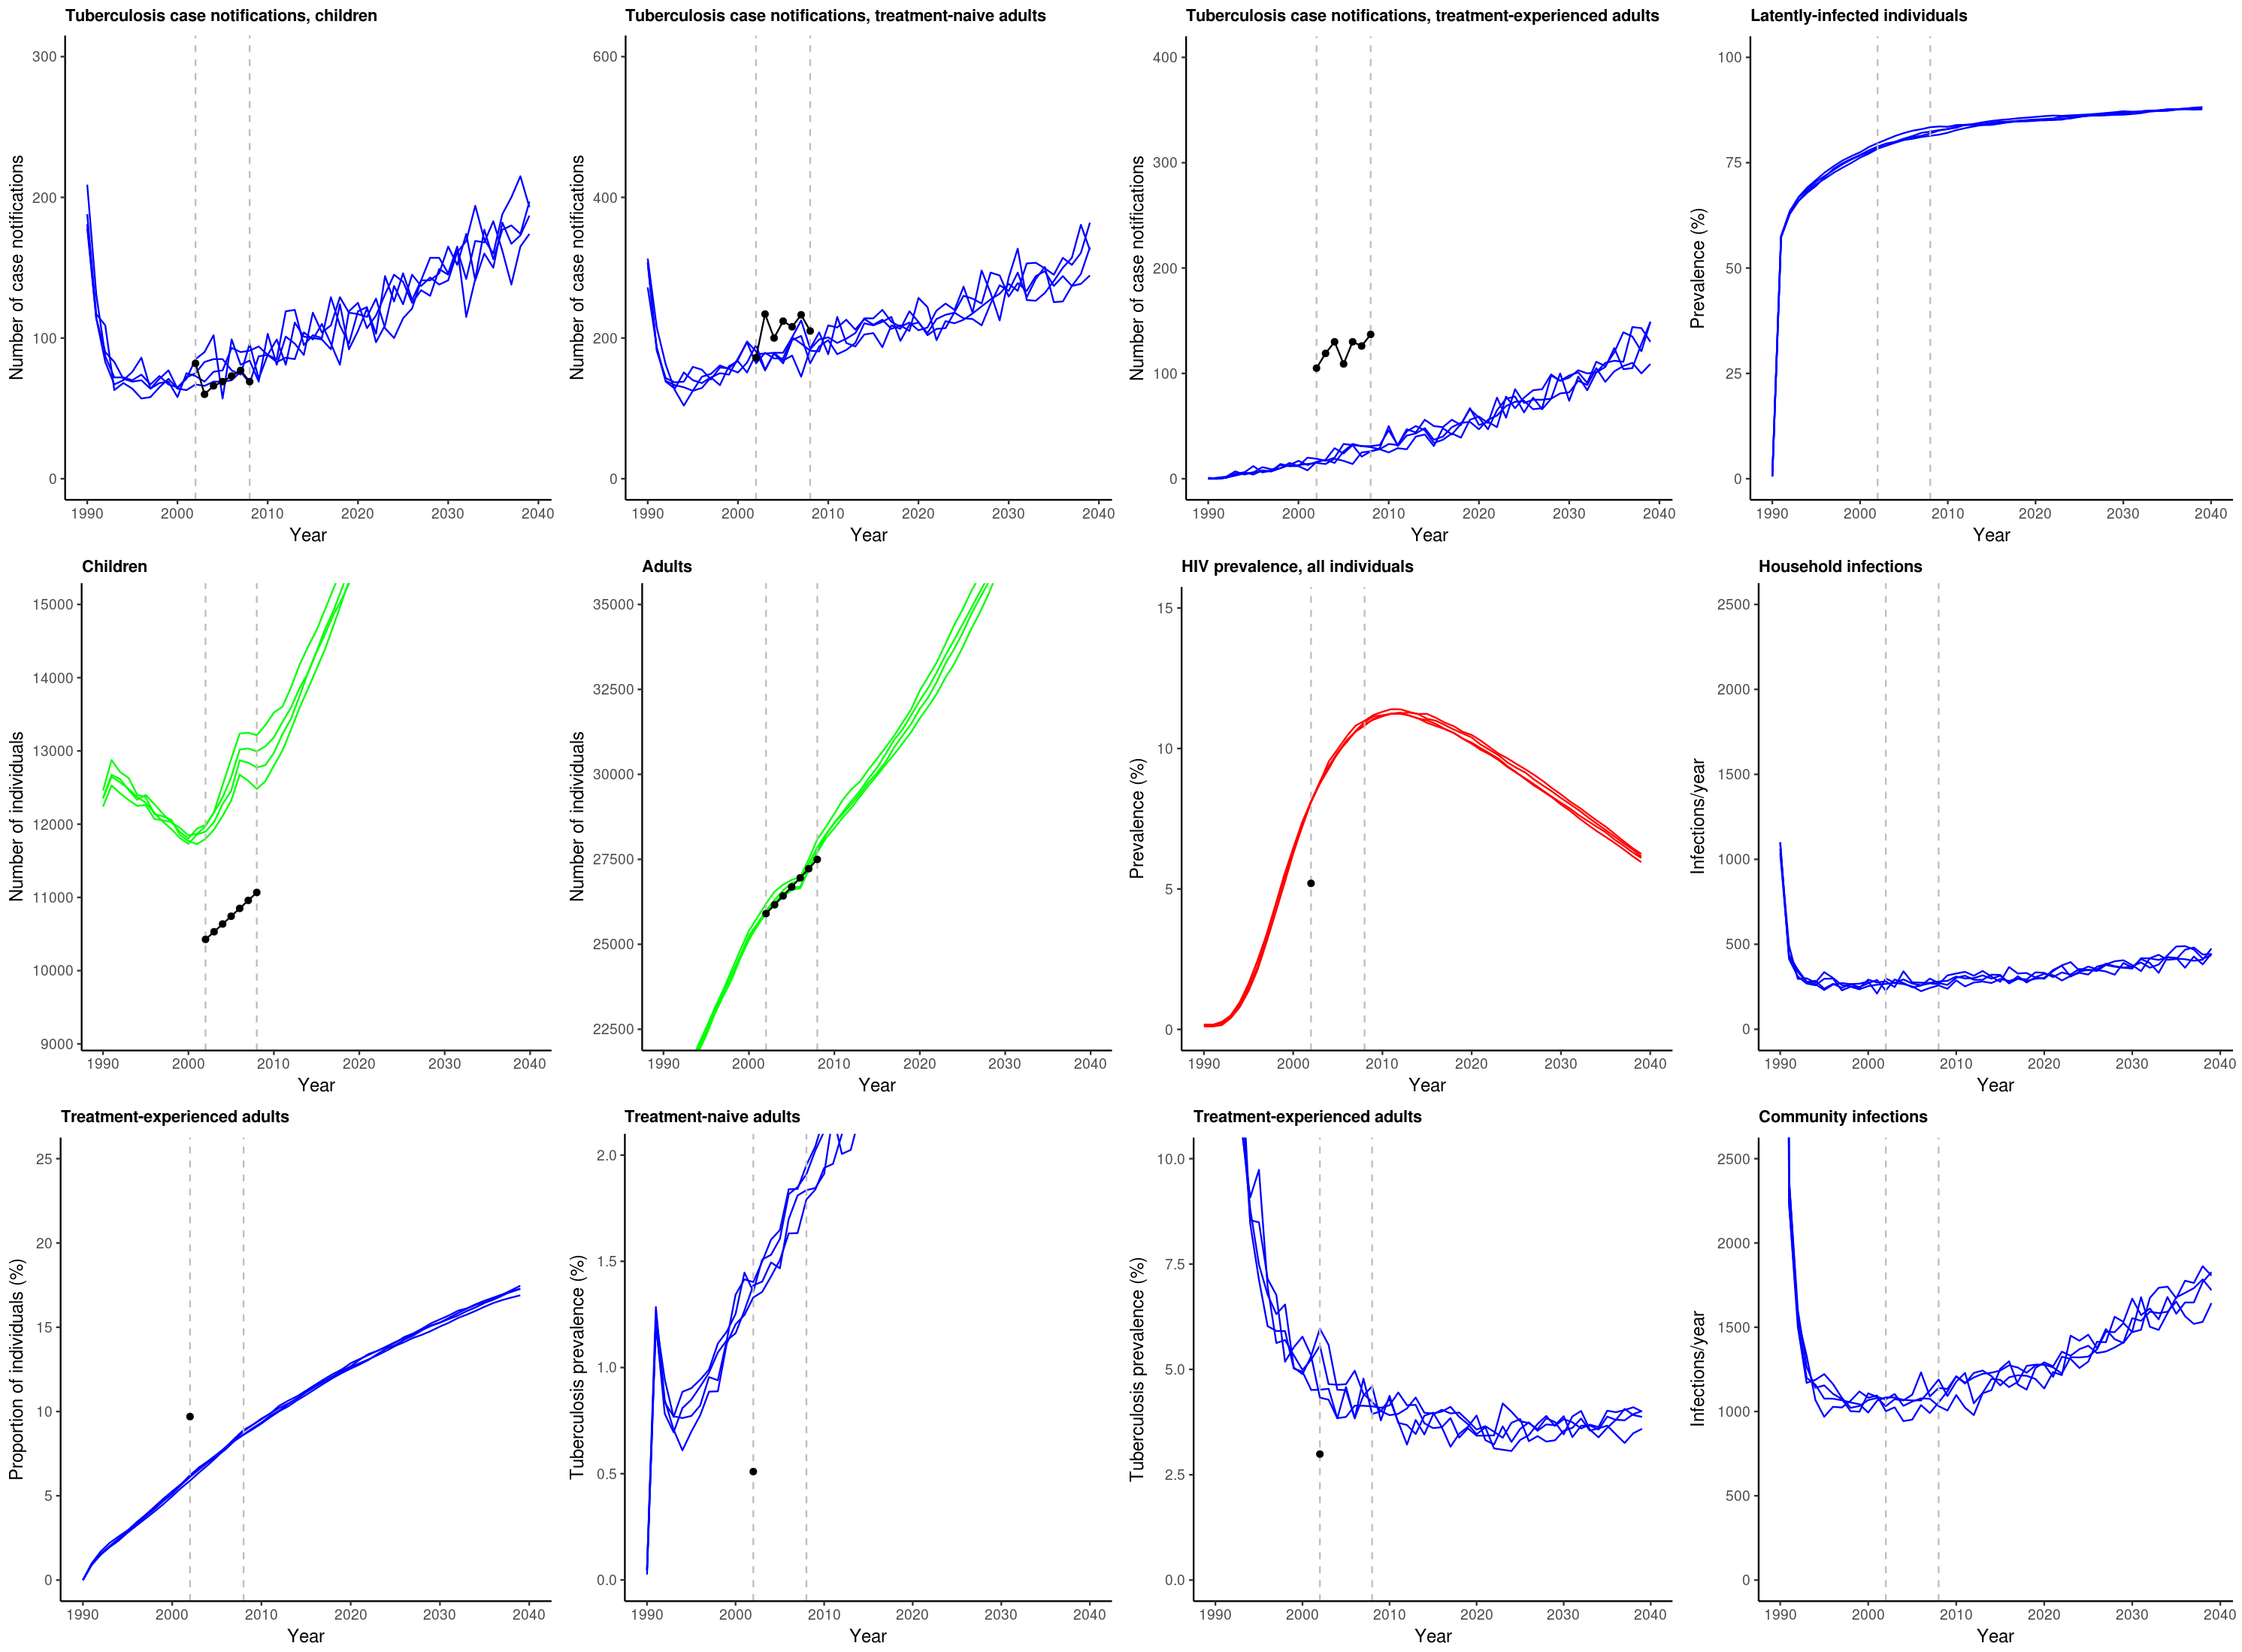 Tuberculosis case notifications, children
Number of case notifications
300
200
100
0
1990 2000 2010 2020 2030 2040
Year
Tuberculosis case notifications, treatment-naive adults
Number of case notifications
600
400
200
0
1990 2000 2010 2020 2030 2040
Year
Tuberculosis case notifications, treatment-experienced adults
Number of case notifications
400
300
200
100
0
1990 2000 2010 2020 2030 2040
Year
Latently-infected individuals
Prevalence (%)
100
75
50
25
0
1990 2000 2010 2020 2030 2040
Year
Children
Number of individuals
15000
14000
13000
12000
11000
10000
9000
1990 2000 2010 2020 2030 2040
Year
Adults
Number of individuals
35000
32500
30000
27500
25000
22500
1990 2000 2010 2020 2030 2040
Year
HIV prevalence, all individuals
Prevalence (%)
15
10
5
0
1990 2000 2010 2020 2030 2040
Year
Household infections
Infections/year
2500
2000
1500
1000
500
0
1990 2000 2010 2020 2030 2040
Year
Treatment-experienced adults
Proportion of individuals (%)
25
20
15
10
5
0
1990 2000 2010 2020 2030 2040
Year
Treatment-naive adults
Tuberculosis prevalence (%)
2.0
1.5
1.0
0.5
0.0
1990 2000 2010 2020 2030 2040
Year
Treatment-experienced adults
Tuberculosis prevalence (%)
10.0
7.5
5.0
2.5
0.0
1990 2000 2010 2020 2030 2040
Year
Community infections
Infections/year
2500
2000
1500
1000
500
0
1990 2000 2010 2020 2030 2040
Year